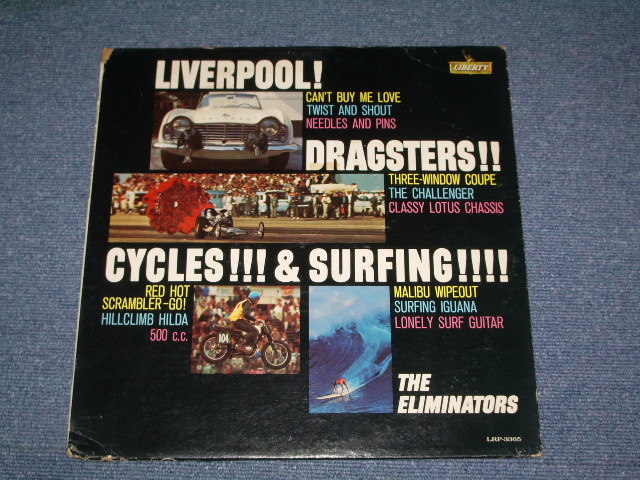 LIVERPOOL!
LIBERTY
CAN'T BUY ME LOVE
TWIST AND SHOUT
NEEDLES AND PINS
DRAGSTERS!!
THREE-WINDOW COUPE
THE CHALLENGER
CLASSY LOTUS CHASSIS
CYCLES!!! & SURFING!!!!
RED HOT
SCRAMBLER-GO!
HILLCLIMB HILDA
500 c.c.
104
MALIBU WIPEOUT
SURFING IGUANA
LONELY SURF GUITAR
THE
ELIMINATORS
LRP-3365